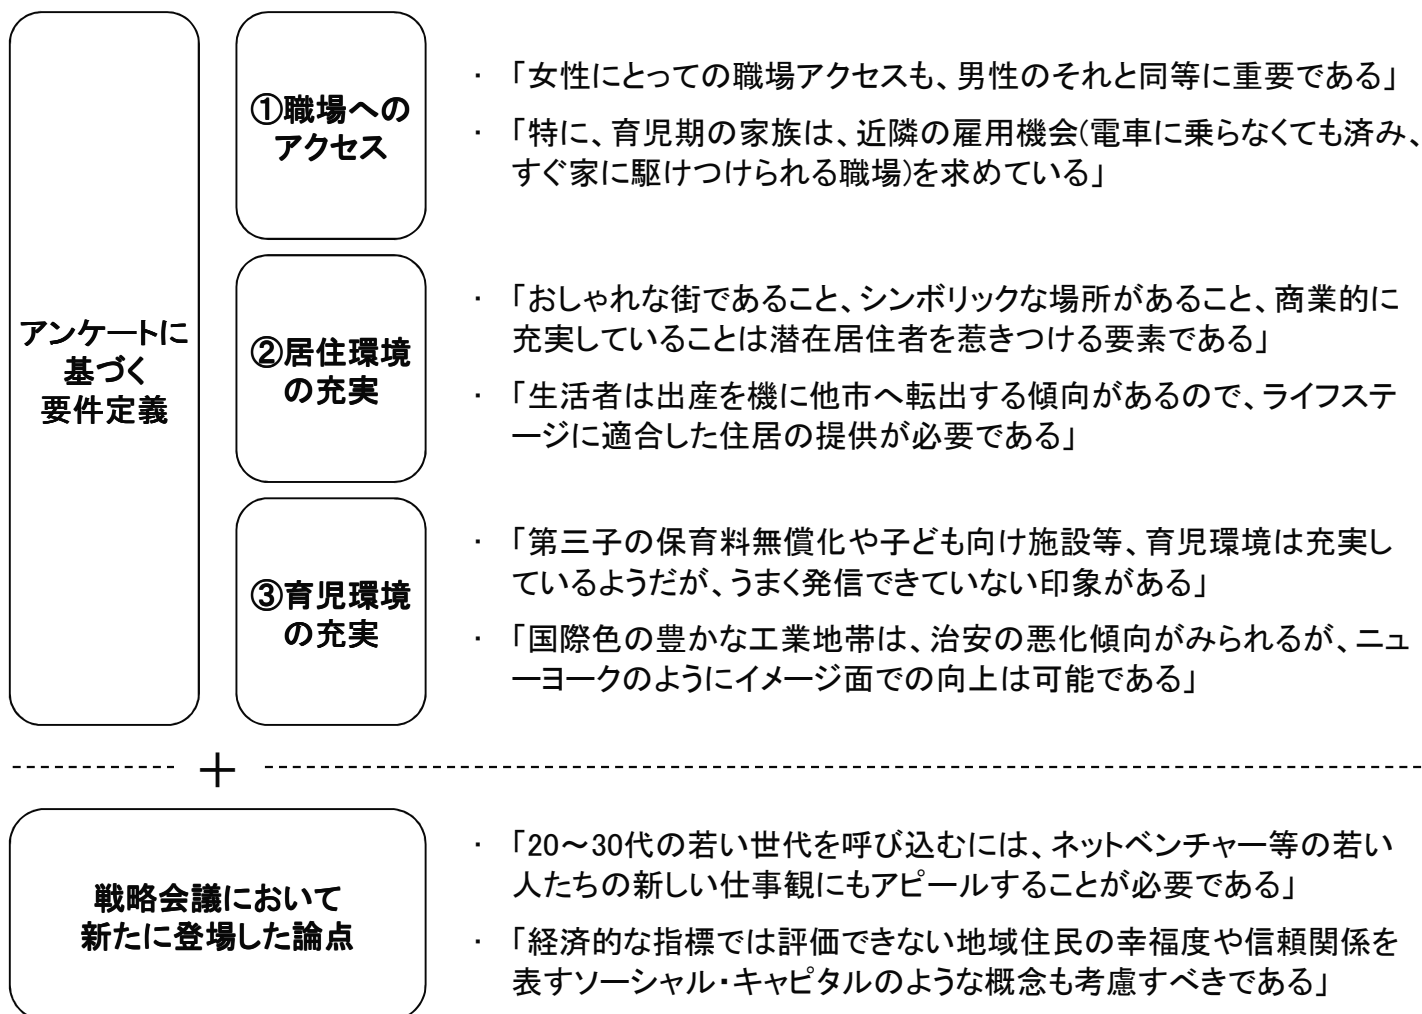 アンケートに
基づく
要件定義
①職場への
アクセス
・「女性にとっての職場アクセスも、男性のそれと同等に重要である」
・「特に、育児期の家族は、近隣の雇用機会(電車に乗らなくても済み、
すぐ家に駆けつけられる職場)を求めている」
②居住環境
の充実
・「おしゃれな街であること、シンボリックな場所があること、商業的に
充実していることは潜在居住者を惹きつける要素である」
・「生活者は出産を機に他市へ転出する傾向があるので、ライフステ
ージに適合した住居の提供が必要である」
③育児環境
の充実
・「第三子の保育料無償化や子ども向け施設等、育児環境は充実し
ているようだが、うまく発信できていない印象がある」
・「国際色の豊かな工業地帯は、治安の悪化傾向がみられるが、ニュ
ーヨークのようにイメージ面での向上は可能である」
＋
戦略会議において
新たに登場した論点
・「20～30代の若い世代を呼び込むには、ネットベンチャー等の若い
人たちの新しい仕事観にもアピールすることが必要である」
・「経済的な指標では評価できない地域住民の幸福度や信頼関係を
表すソーシャル・キャピタルのような概念も考慮すべきである」